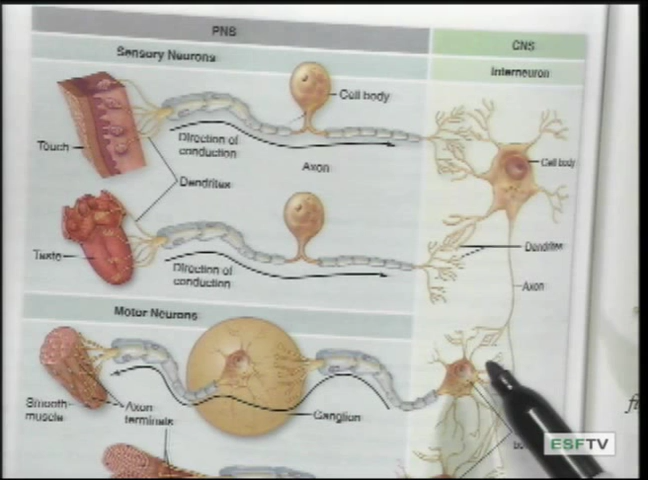 PNS
CNS
Sensory Neurons
Interneuron
Cell body
Touch
Direction of
conduction
Axon
Cell body
Dendrites
Taste
Direction of
conduction
Dendrites
Axon
Motor Neurons
Smooth
muscle
Axon
terminals
Ganglion
ESFTV